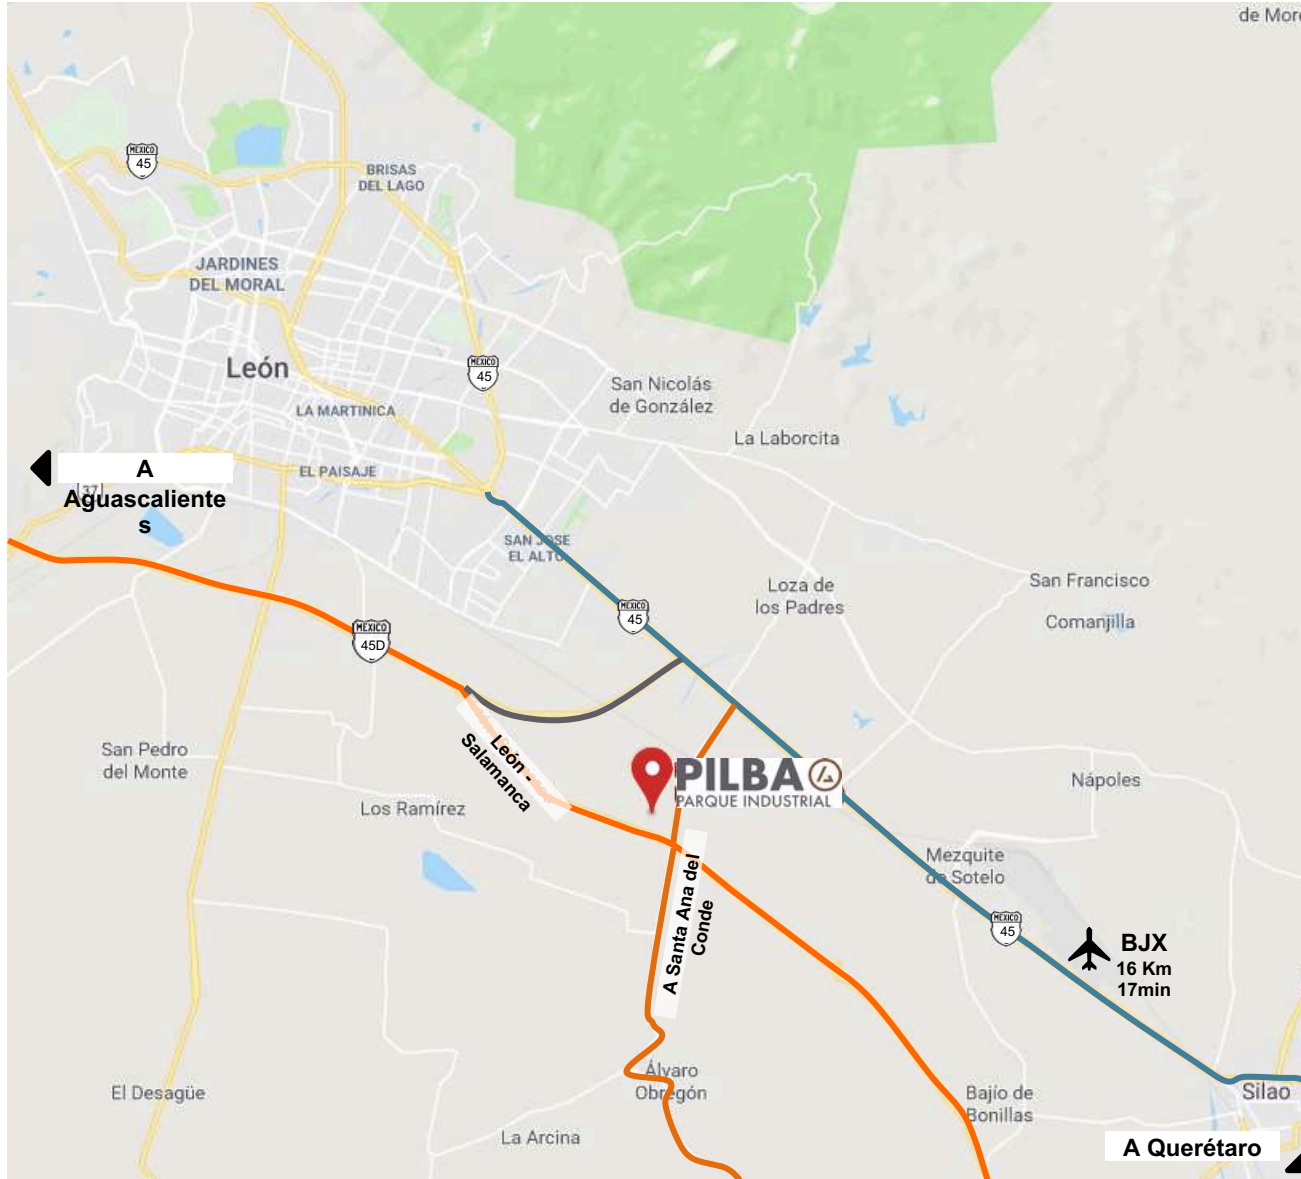 de Mor
MEXICO
45
BRISAS
DEL LAGO
JARDINES
DEL MORAL
León
MEXICO
45
San Nicolás
de González
LA MARTINICA
La Laborcita
A
Aguascaliente
s
37
EL PAISAJE
SAN JOSE
EL ALTO
Loza de
los Padres
San Francisco
Comanjilla
MEXICO
45
MEXICO
45D
León -
Salamanca
San Pedro
del Monte
Los Ramírez
PILBA
PARQUE INDUSTRIAL
Nápoles
Mezquite
de Sotelo
A Santa Ana del
Conde
MEXICO
45
BJX
16 Km
17min
Álvaro
Obregón
El Desagüe
La Arcina
Bajío de
Bonillas
Silao
A Querétaro